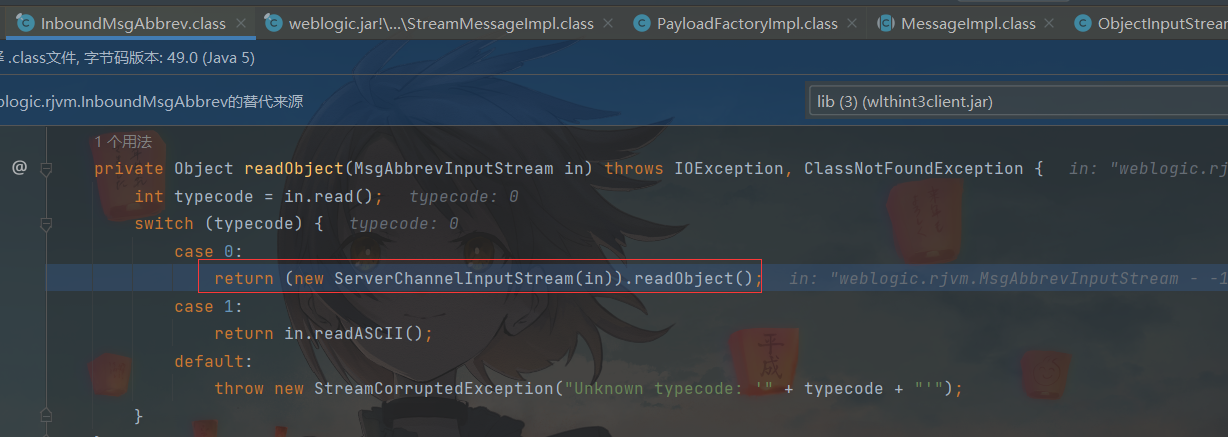 InboundMsgAbbrev.class × weblogic.jar!\...\StreamMessageImpl.class × PayloadFactoryImpl.class × MessageImpl.class × ObjectInputStrea
.class文件, 字节码版本: 49.0 (Java 5)
blogic.rjvm.InboundMsgAbbrev的替代来源 lib (3) (wlthint3client.jar)
1 个用法
@ private Object readObject(MsgAbbrevInputStream in) throws IOException, ClassNotFoundException { in: "weblogic.rj
int typecode = in.read(); typecode: 0
switch (typecode) { typecode: 0
case 0:
return (new ServerChannelInputStream(in)).readObject(); in: "weblogic.rjvm.MsgAbbrevInputStream - -1
case 1:
return in.readASCII();
default:
throw new StreamCorruptedException("Unknown typecode: '" + typecode + "'");
}
平成